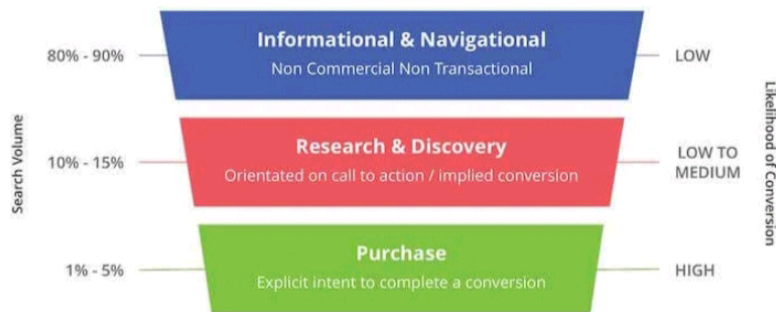 Search Volume
80% - 90%
Informational & Navigational
Non Commercial Non Transactional
LOW
10% - 15%
Research & Discovery
Orientated on call to action / implied conversion
LOW TO
MEDIUM
1% - 5%
Purchase
Explicit intent to complete a conversion
HIGH
Likelihood of Conversion